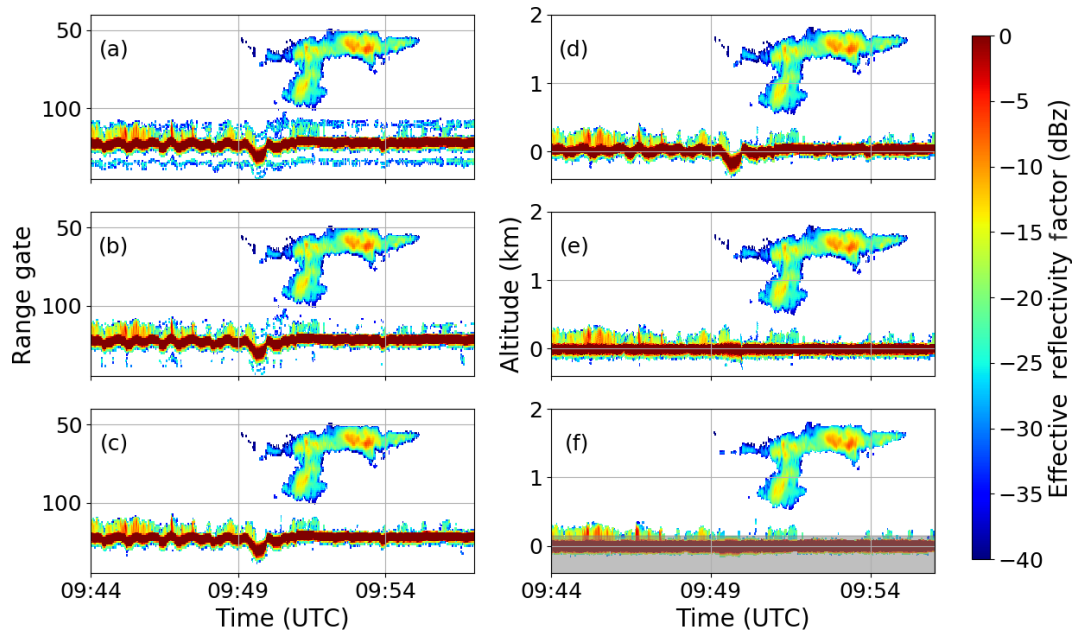 50
100
(a)
50
100
(b)
50
100
(c)
09:44
09:49
09:54
Time (UTC)
Range gate
2
1
0
(d)
2
1
0
(e)
2
1
0
(f)
09:44
09:49
09:54
Time (UTC)
Altitude (km)
0
−5
−10
−15
−20
−25
−30
−35
−40
Effective reflectivity factor (dBz)